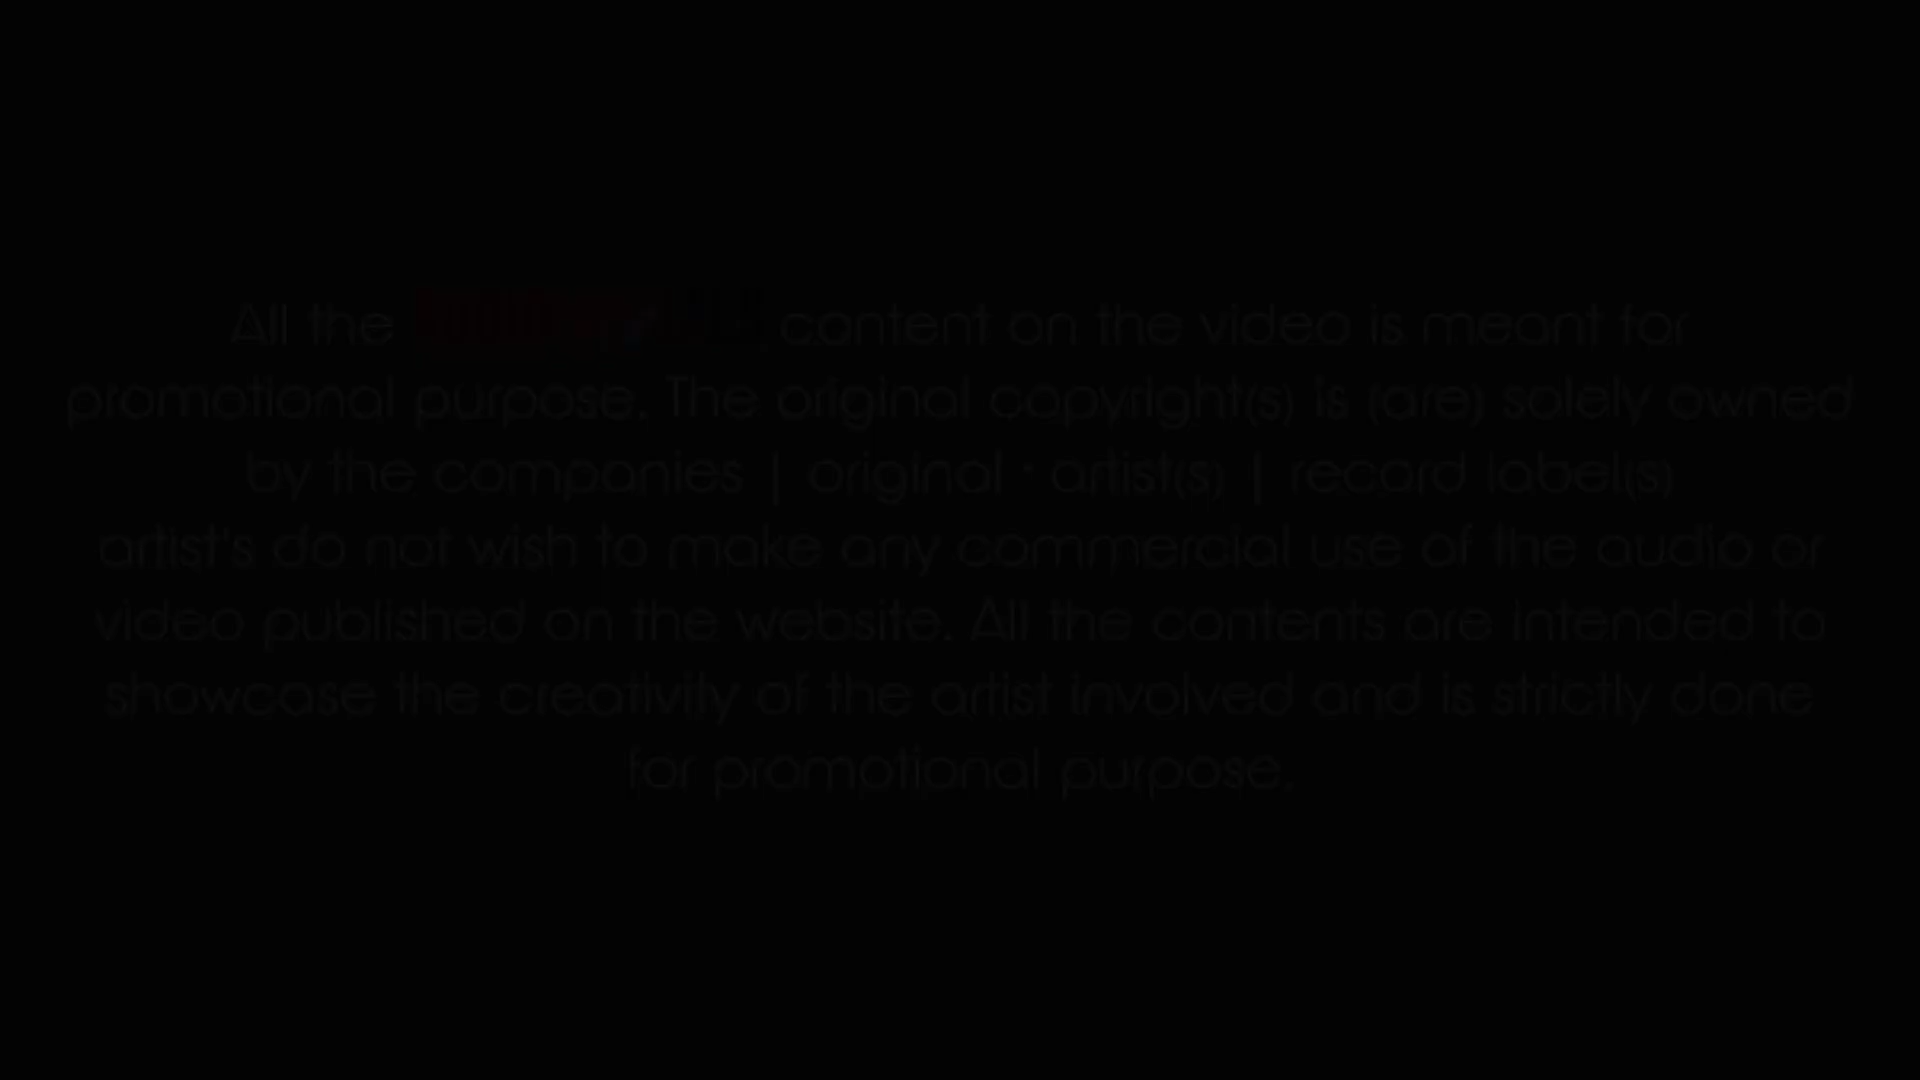 All the content on the video is meant for
promotional purpose. The original copyright(s) is (are) solely owned
by the companies | original • artist(s) | record label(s)
artist's do not wish to make any commercial use of the audio or
video published on the website. All the contents are intended to
showcase the creativity of the artist involved and is strictly done
for promotional purpose.